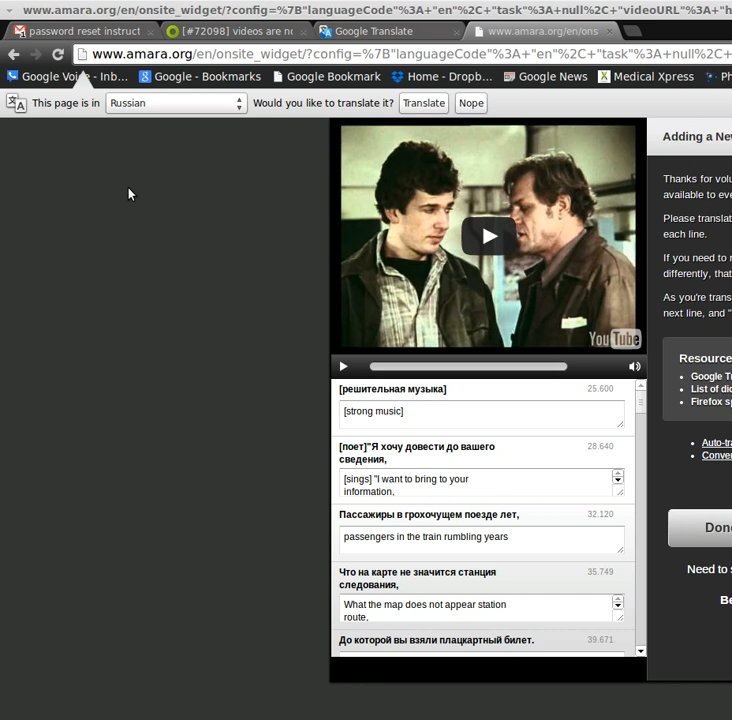 www.amara.org/en/onsite_widget/?config=%7B"languageCode"%3A+"en"%2C+"task"%3A+null%2C+"videoURL"%3A+"h
password reset instruct
[#72098] videos are no
Google Translate
www.amara.org/en/ons
www.amara.org/en/onsite_widget/?config=%7B"languageCode"%3A+"en"%2C+"task"%3A+null%2C+
Google Voice - Inb...
Google - Bookmarks
Google Bookmark
Home - Dropb...
Google News
Medical Xpress
Ph
This page is in
Russian
Would you like to translate it?
Translate
Nope
YouTube
[решительная музыка]
25.600
[strong music]
[поет]"Я хочу довести до вашего
сведения,
28.640
[sings] "I want to bring to your
information,
Пассажиры в грохочущем поезде лет,
32.120
passengers in the train rumbling years
Что на карте не значится станция
следования,
35.749
What the map does not appear station
route,
До которой вы взяли плацкартный билет.
39.671
Adding a Ne
Thanks for volu
available to eve
Please translat
each line.
If you need to r
differently, that
As you're trans
next line, and "
Resource
Google Tr
List of dic
Firefox sp
Auto-tra
Conver
Don
Need to s
Be